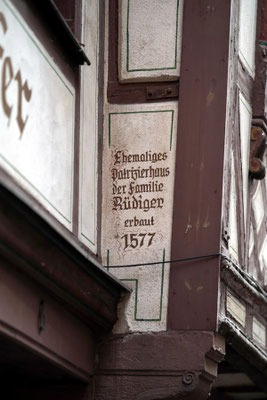 Ehemaliges
Patrizierhaus
der Familie
Rüdiger
erbaut
1577